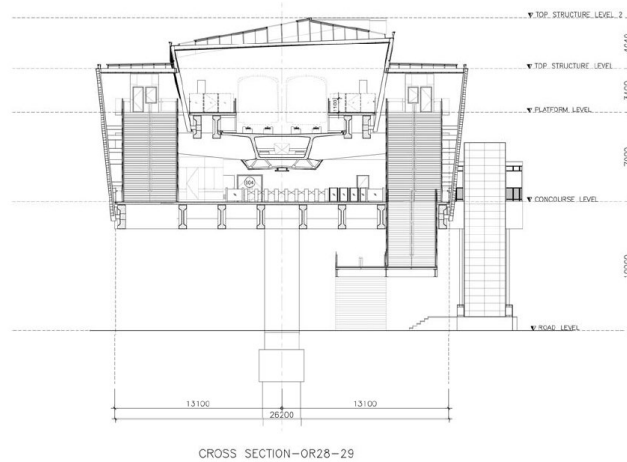 TOP STRUCTURE LEVEL 2
TOP STRUCTURE LEVEL
PLATFORM LEVEL
CONCOURSE LEVEL
ROAD LEVEL
13100
13100
26200
CROSS SECTION-OR28-29